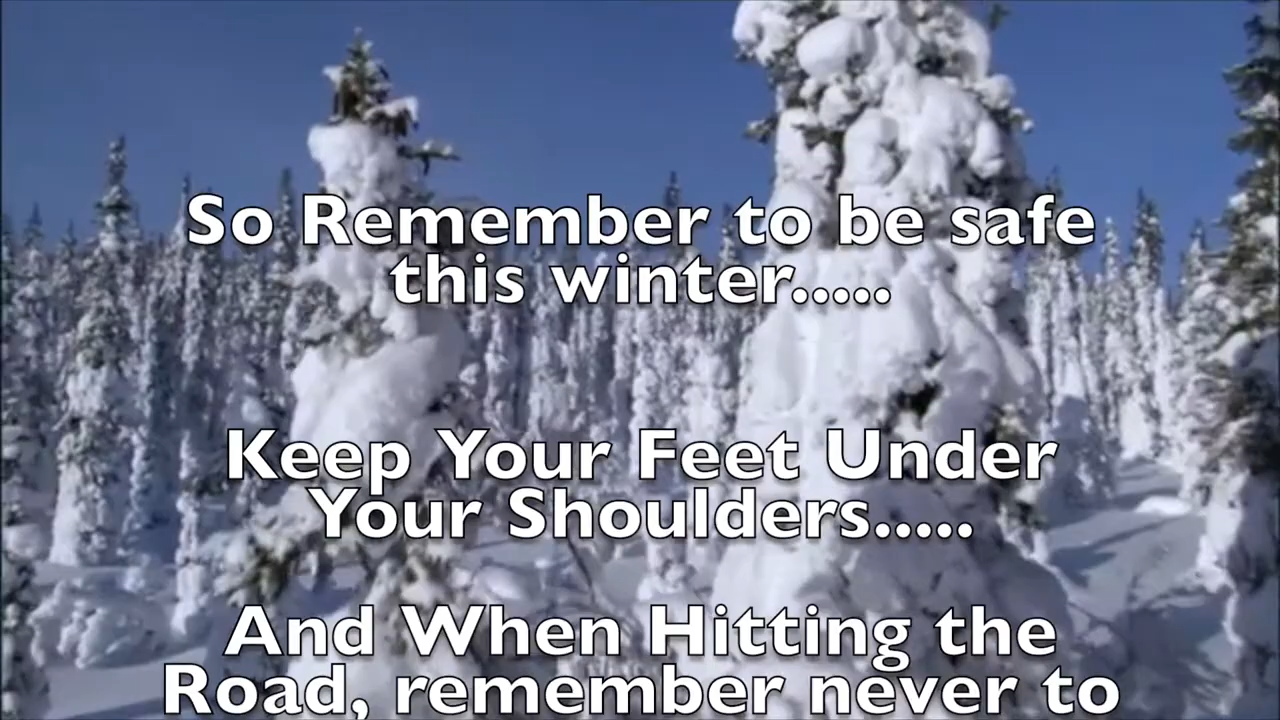 So Remember to be safe
this winter.....
Keep Your Feet Under
Your Shoulders.....
And When Hitting the
Road, remember never to